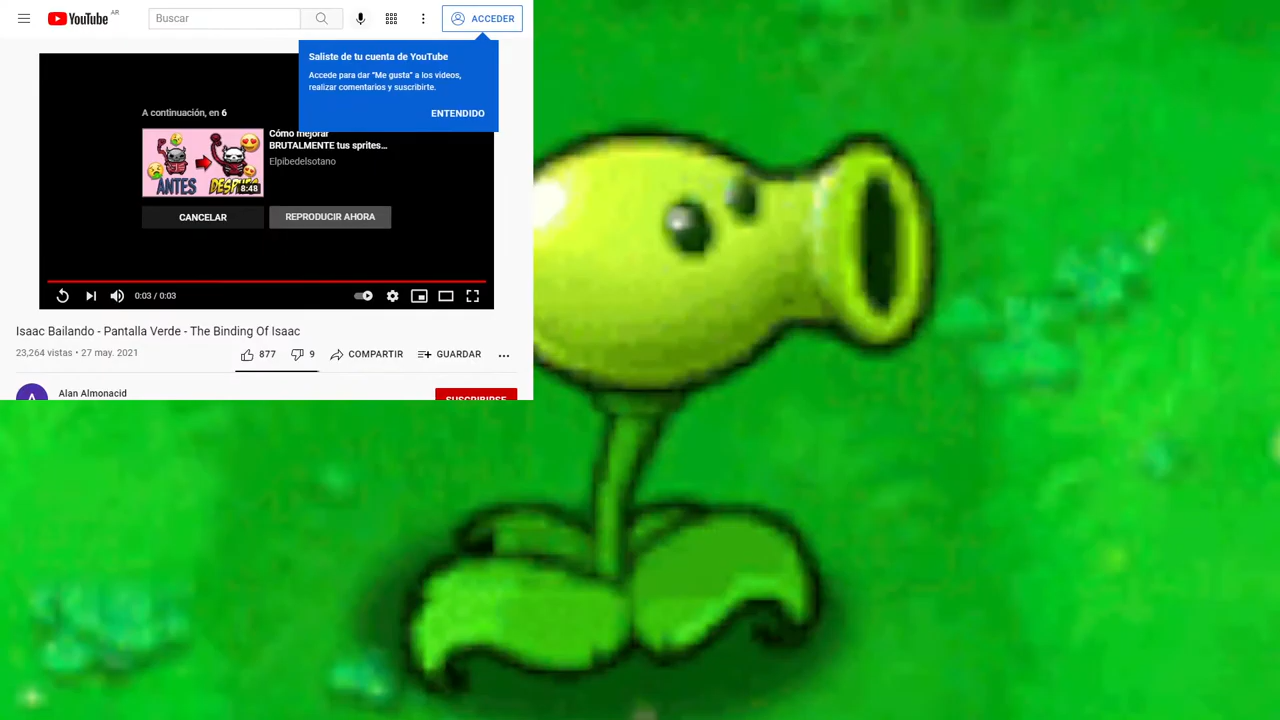 YouTube AR
Buscar
ACCEDER
Saliste de tu cuenta de YouTube
Accede para dar "Me gusta" a los videos,
realizar comentarios y suscribirte.
ENTENDIDO
A continuación, en 6
Cómo mejorar
BRUTALMENTE tus sprites...
Elpibedelsotano
ANTES
DESPUÉS
8:48
CANCELAR
REPRODUCIR AHORA
0:03 / 0:03
Isaac Bailando - Pantalla Verde - The Binding Of Isaac
23,264 vistas • 27 may. 2021
877
9
COMPARTIR
GUARDAR
A
Alan Almonacid
SUSCRIBIRSE